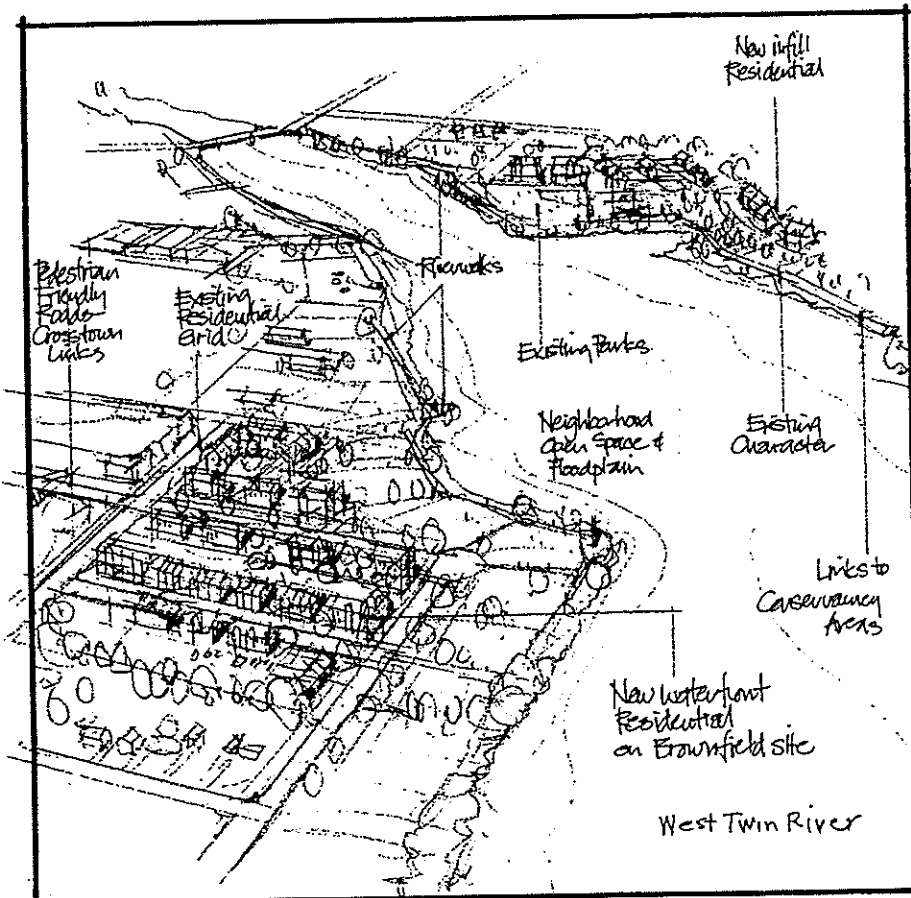 New infill
Residential
Pedestrian
Friendly
Roads
Crosstown
Links
Existing
Residential
Grid
Riverwalks
Existing Parks
Neighborhood
Open Space &
Floodplain
Existing
Character
Links to
Conservancy
Areas
New waterfront
Residential
on Brownfield site
West Twin River